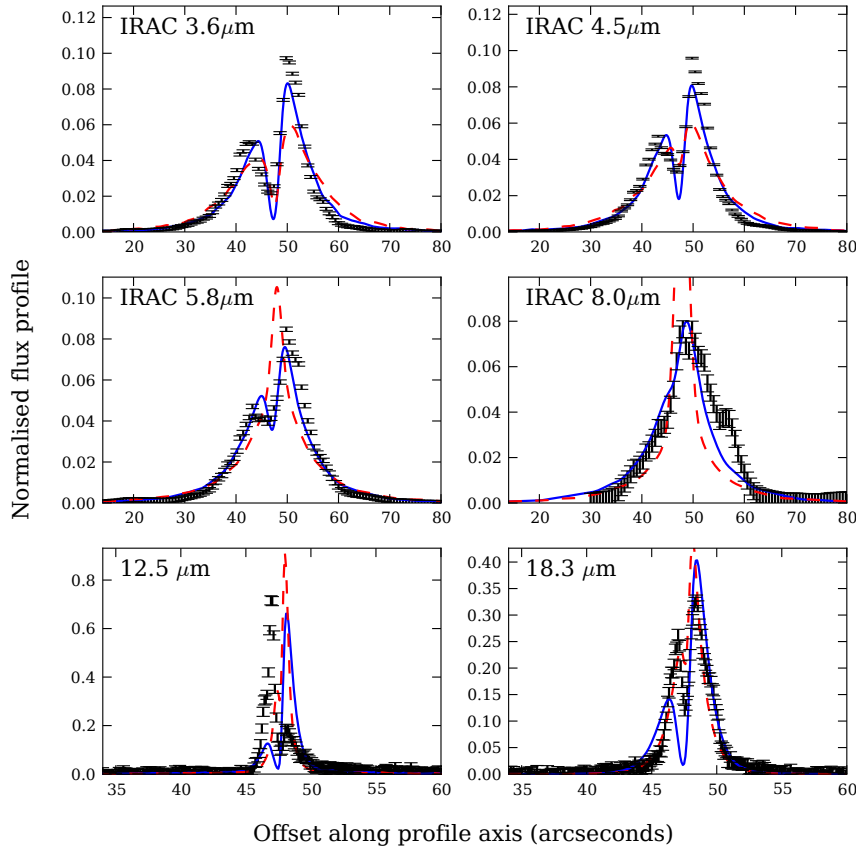 IRAC 3.6μm
0.12
0.10
0.08
0.06
0.04
0.02
0.00
20 30 40 50 60 70 80
IRAC 4.5μm
0.12
0.10
0.08
0.06
0.04
0.02
0.00
20 30 40 50 60 70 80
IRAC 5.8μm
0.10
0.08
0.06
0.04
0.02
0.00
20 30 40 50 60 70 80
IRAC 8.0μm
0.08
0.06
0.04
0.02
0.00
20 30 40 50 60 70 80
12.5 μm
0.8
0.6
0.4
0.2
0.0
35 40 45 50 55 60
18.3 μm
0.40
0.35
0.30
0.25
0.20
0.15
0.10
0.05
0.00
35 40 45 50 55 60
Normalised flux profile
Offset along profile axis (arcseconds)